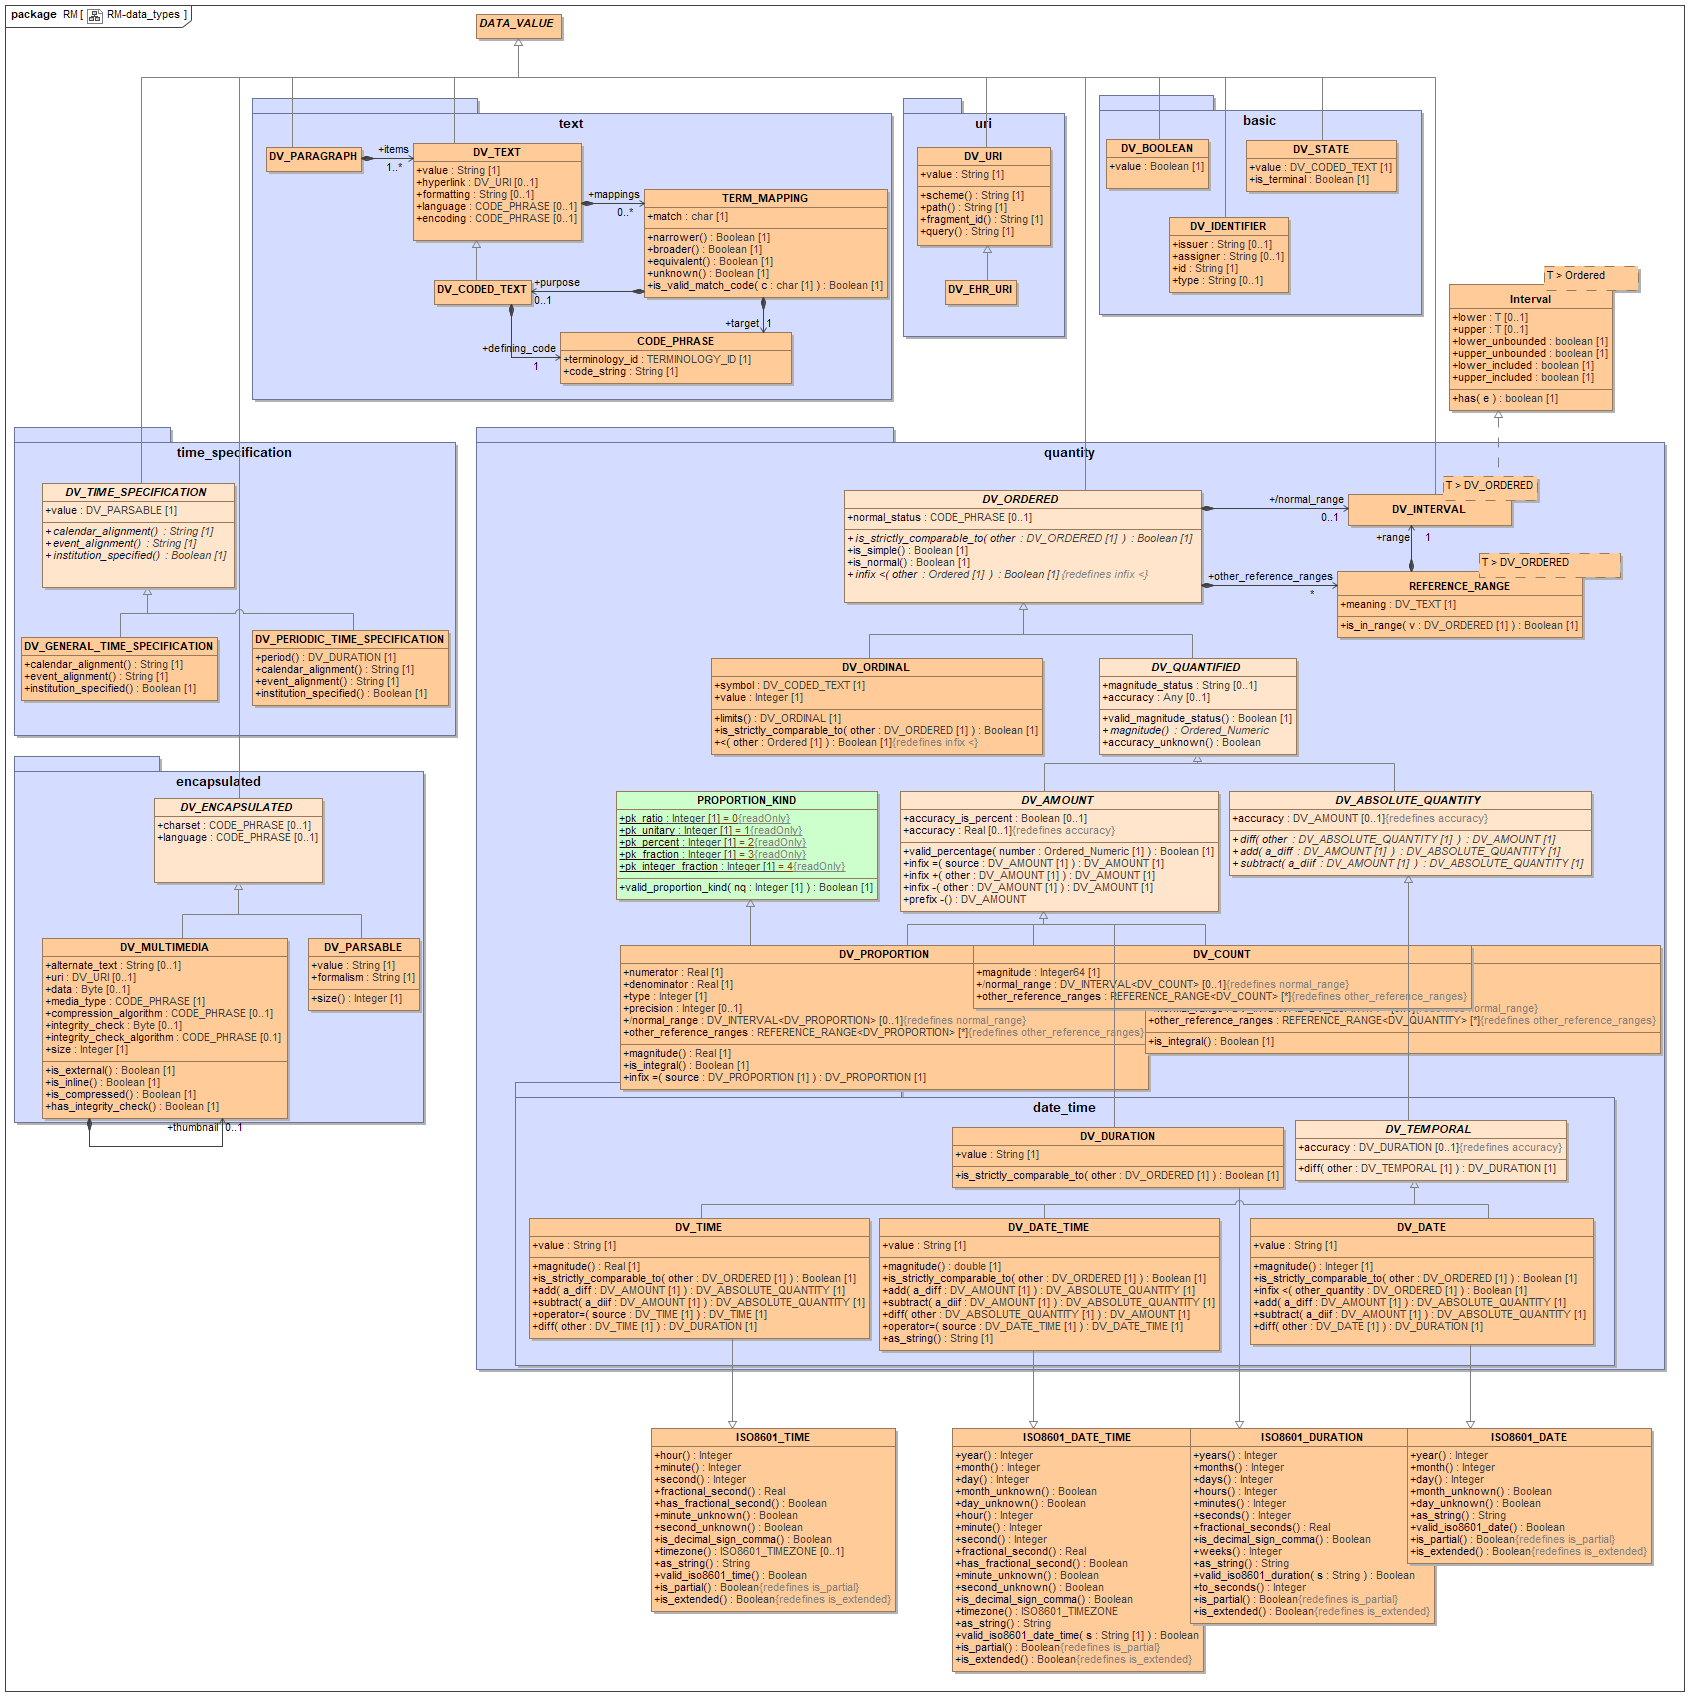 package RM [ RM-data_types ]
DATA_VALUE
text
DV_PARAGRAPH
+items
1..*
DV_TEXT
+value : String [1]
+hyperlink : DV_URI [0..1]
+formatting : String [0..1]
+language : CODE_PHRASE [0..1]
+encoding : CODE_PHRASE [0..1]
+mappings
0..*
TERM_MAPPING
+match : char [1]
+narrower() : Boolean [1]
+broader() : Boolean [1]
+equivalent() : Boolean [1]
+unknown() : Boolean [1]
+is_valid_match_code( c : char [1] ) : Boolean [1]
DV_CODED_TEXT
+purpose
0..1
+target
1
+defining_code
1
CODE_PHRASE
+terminology_id : TERMINOLOGY_ID [1]
+code_string : String [1]
uri
DV_URI
+value : String [1]
+scheme() : String [1]
+path() : String [1]
+fragment_id() : String [1]
+query() : String [1]
DV_EHR_URI
basic
DV_BOOLEAN
+value : Boolean [1]
DV_STATE
+value : DV_CODED_TEXT [1]
+is_terminal : Boolean [1]
DV_IDENTIFIER
+issuer : String [0..1]
+assigner : String [0..1]
+id : String [1]
+type : String [0..1]
T > Ordered
Interval
+lower : T [0..1]
+upper : T [0..1]
+lower_unbounded : boolean [1]
+upper_unbounded : boolean [1]
+lower_included : boolean [1]
+upper_included : boolean [1]
+has( e ) : boolean [1]
time_specification
DV_TIME_SPECIFICATION
+value : DV_PARSABLE [1]
+calendar_alignment() : String [1]
+event_alignment() : String [1]
+institution_specified() : Boolean [1]
DV_GENERAL_TIME_SPECIFICATION
+calendar_alignment() : String [1]
+event_alignment() : String [1]
+institution_specified() : Boolean [1]
DV_PERIODIC_TIME_SPECIFICATION
+period() : DV_DURATION [1]
+calendar_alignment() : String [1]
+event_alignment() : String [1]
+institution_specified() : Boolean [1]
encapsulated
DV_ENCAPSULATED
+charset : CODE_PHRASE [0..1]
+language : CODE_PHRASE [0..1]
DV_MULTIMEDIA
+alternate_text : String [0..1]
+uri : DV_URI [0..1]
+data : Byte [0..1]
+media_type : CODE_PHRASE [1]
+compression_algorithm : CODE_PHRASE [0..1]
+integrity_check : Byte [0..1]
+integrity_check_algorithm : CODE_PHRASE [0.1]
+size : Integer [1]
+is_external() : Boolean [1]
+is_inline() : Boolean [1]
+is_compressed() : Boolean [1]
+has_integrity_check() : Boolean [1]
+thumbnail
0..1
DV_PARSABLE
+value : String [1]
+formalism : String [1]
+size() : Integer [1]
quantity
DV_ORDERED
+normal_status : CODE_PHRASE [0..1]
+is_strictly_comparable_to( other : DV_ORDERED [1] ) : Boolean [1]
+is_simple() : Boolean [1]
+is_normal() : Boolean [1]
+infix <( other : Ordered [1] ) : Boolean [1]{redefines infix <}
+/normal_range
0..1
T > DV_ORDERED
DV_INTERVAL
+range
1
+other_reference_ranges
*
T > DV_ORDERED
REFERENCE_RANGE
+meaning : DV_TEXT [1]
+is_in_range( v : DV_ORDERED [1] ) : Boolean [1]
DV_ORDINAL
+symbol : DV_CODED_TEXT [1]
+value : Integer [1]
+limits() : DV_ORDINAL [1]
+is_strictly_comparable_to( other : DV_ORDERED [1] ) : Boolean [1]
+<( other : Ordered [1] ) : Boolean [1]{redefines infix <}
DV_QUANTIFIED
+magnitude_status : String [0..1]
+accuracy : Any [0..1]
+valid_magnitude_status() : Boolean [1]
+magnitude() : Ordered_Numeric
+accuracy_unknown() : Boolean
PROPORTION_KIND
+pk_ratio : Integer [1] = 0{readOnly}
+pk_unitary : Integer [1] = 1{readOnly}
+pk_percent : Integer [1] = 2{readOnly}
+pk_fraction : Integer [1] = 3{readOnly}
+pk_integer_fraction : Integer [1] = 4{readOnly}
+valid_proportion_kind( nq : Integer [1] ) : Boolean [1]
DV_AMOUNT
+accuracy_is_percent : Boolean [0..1]
+accuracy : Real [0..1]{redefines accuracy}
+valid_percentage( number : Ordered_Numeric [1] ) : Boolean [1]
+infix =( source : DV_AMOUNT [1] ) : DV_AMOUNT [1]
+infix +( other : DV_AMOUNT [1] ) : DV_AMOUNT [1]
+infix -( other : DV_AMOUNT [1] ) : DV_AMOUNT [1]
+prefix -() : DV_AMOUNT
DV_ABSOLUTE_QUANTITY
+accuracy : DV_AMOUNT [0..1]{redefines accuracy}
+diff( other : DV_ABSOLUTE_QUANTITY [1] ) : DV_AMOUNT [1]
+add( a_diff : DV_AMOUNT [1] ) : DV_ABSOLUTE_QUANTITY [1]
+subtract( a_diif : DV_AMOUNT [1] ) : DV_ABSOLUTE_QUANTITY [1]
DV_PROPORTION
+numerator : Real [1]
+denominator : Real [1]
+type : Integer [1]
+precision : Integer [0..1]
+/normal_range : DV_INTERVAL<DV_PROPORTION> [0..1]{redefines normal_range}
+other_reference_ranges : REFERENCE_RANGE<DV_PROPORTION> [*]{redefines other_reference_ranges}
+magnitude() : Real [1]
+is_integral() : Boolean [1]
+infix =( source : DV_PROPORTION [1] ) : DV_PROPORTION [1]
DV_COUNT
+magnitude : Integer64 [1]
+/normal_range : DV_INTERVAL<DV_COUNT> [0..1]{redefines normal_range}
+other_reference_ranges : REFERENCE_RANGE<DV_COUNT> [*]{redefines other_reference_ranges}
normal_range}
+other_reference_ranges : REFERENCE_RANGE<DV_QUANTITY> [*]{redefines other_reference_ranges}
+is_integral() : Boolean [1]
date_time
DV_DURATION
+value : String [1]
+is_strictly_comparable_to( other : DV_ORDERED [1] ) : Boolean [1]
DV_TEMPORAL
+accuracy : DV_DURATION [0..1]{redefines accuracy}
+diff( other : DV_TEMPORAL [1] ) : DV_DURATION [1]
DV_TIME
+value : String [1]
+magnitude() : Real [1]
+is_strictly_comparable_to( other : DV_ORDERED [1] ) : Boolean [1]
+add( a_diff : DV_AMOUNT [1] ) : DV_ABSOLUTE_QUANTITY [1]
+subtract( a_diif : DV_AMOUNT [1] ) : DV_ABSOLUTE_QUANTITY [1]
+operator=( source : DV_TIME [1] ) : DV_TIME [1]
+diff( other : DV_TIME [1] ) : DV_DURATION [1]
DV_DATE_TIME
+value : String [1]
+magnitude() : double [1]
+is_strictly_comparable_to( other : DV_ORDERED [1] ) : Boolean [1]
+add( a_diff : DV_AMOUNT [1] ) : DV_ABSOLUTE_QUANTITY [1]
+subtract( a_diif : DV_AMOUNT [1] ) : DV_ABSOLUTE_QUANTITY [1]
+diff( other : DV_ABSOLUTE_QUANTITY [1] ) : DV_AMOUNT [1]
+operator=( source : DV_DATE_TIME [1] ) : DV_DATE_TIME [1]
+as_string() : String [1]
DV_DATE
+value : String [1]
+magnitude() : Integer [1]
+is_strictly_comparable_to( other : DV_ORDERED [1] ) : Boolean [1]
+infix <( other_quantity : DV_ORDERED [1] ) : Boolean [1]
+add( a_diff : DV_AMOUNT [1] ) : DV_ABSOLUTE_QUANTITY [1]
+subtract( a_diif : DV_AMOUNT [1] ) : DV_ABSOLUTE_QUANTITY [1]
+diff( other : DV_DATE [1] ) : DV_DURATION [1]
ISO8601_TIME
+hour() : Integer
+minute() : Integer
+second() : Integer
+fractional_second() : Real
+has_fractional_second() : Boolean
+minute_unknown() : Boolean
+second_unknown() : Boolean
+is_decimal_sign_comma() : Boolean
+timezone() : ISO8601_TIMEZONE [0..1]
+as_string() : String
+valid_iso8601_time() : Boolean
+is_partial() : Boolean{redefines is_partial}
+is_extended() : Boolean{redefines is_extended}
ISO8601_DATE_TIME
+year() : Integer
+month() : Integer
+day() : Integer
+month_unknown() : Boolean
+day_unknown() : Boolean
+hour() : Integer
+minute() : Integer
+second() : Integer
+fractional_second() : Real
+has_fractional_second() : Boolean
+minute_unknown() : Boolean
+second_unknown() : Boolean
+is_decimal_sign_comma() : Boolean
+timezone() : ISO8601_TIMEZONE
+as_string() : String
+valid_iso8601_date_time( s : String [1] ) : Boolean
+is_partial() : Boolean{redefines is_partial}
+is_extended() : Boolean{redefines is_extended}
ISO8601_DURATION
+years() : Integer
+months() : Integer
+days() : Integer
+hours() : Integer
+minutes() : Integer
+seconds() : Integer
+fractional_seconds() : Real
+is_decimal_sign_comma() : Boolean
+weeks() : Integer
+as_string() : String
+valid_iso8601_duration( s : String ) : Boolean
+to_seconds() : Integer
+is_partial() : Boolean{redefines is_partial}
+is_extended() : Boolean{redefines is_extended}
ISO8601_DATE
+year() : Integer
+month() : Integer
+day() : Integer
+month_unknown() : Boolean
+day_unknown() : Boolean
+as_string() : String
+valid_iso8601_date() : Boolean
+is_partial() : Boolean{redefines is_partial}
+is_extended() : Boolean{redefines is_extended}